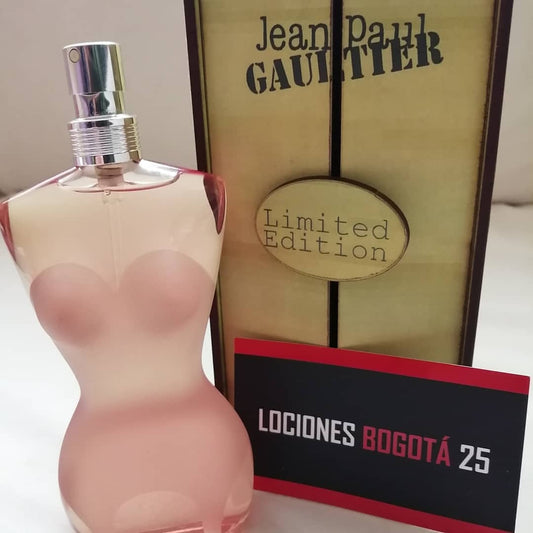 Jean Paul
GAULTIER
Limited
Edition
LOCIONES BOGOTÁ 25